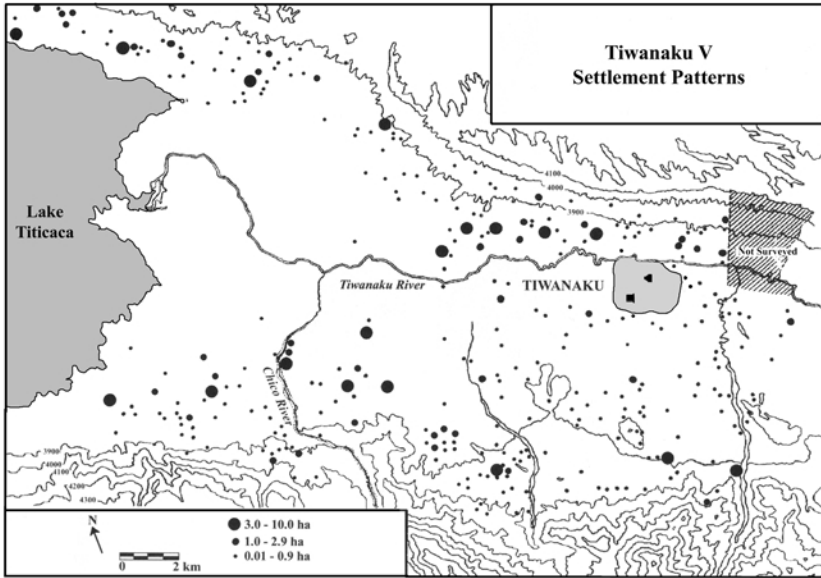 Tiwanaku V
Settlement Patterns
4100
4000
3900
Lake
Titicaca
Not Surveyed
Tiwanaku River
TIWANAKU
Chico River
3900
4000
4100
4200
4300
N
0 2 km
3.0 - 10.0 ha
1.0 - 2.9 ha
0.01 - 0.9 ha